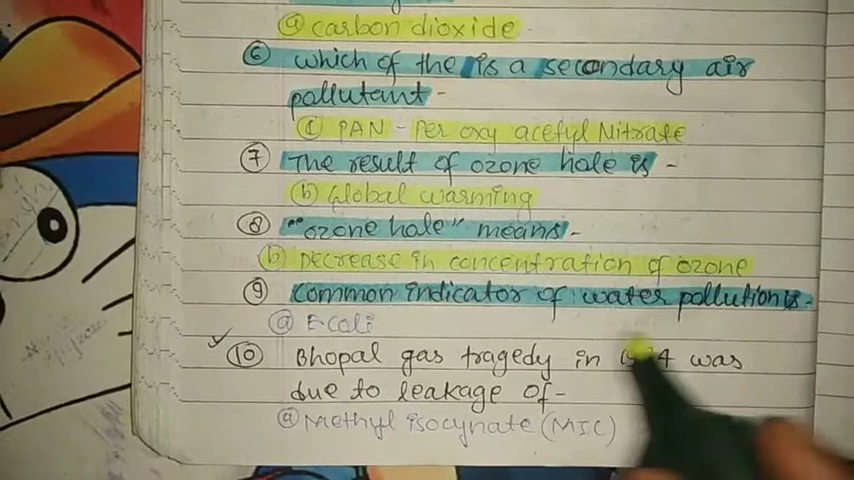 (a) carbon dioxide
(6) which of the is a secondary air
pollutant -
(C) PAN - Per oxy acetyl Nitrate
(7) The result of ozone hole is -
(b) Global warming
(8) "ozone hole" means -
(b) Decrease in concentration of ozone
(9) common indicator of water pollution is -
(a) E coli
(10) Bhopal gas tragedy in was
due to leakage of -
(a) Methyl isocynate (MIC)